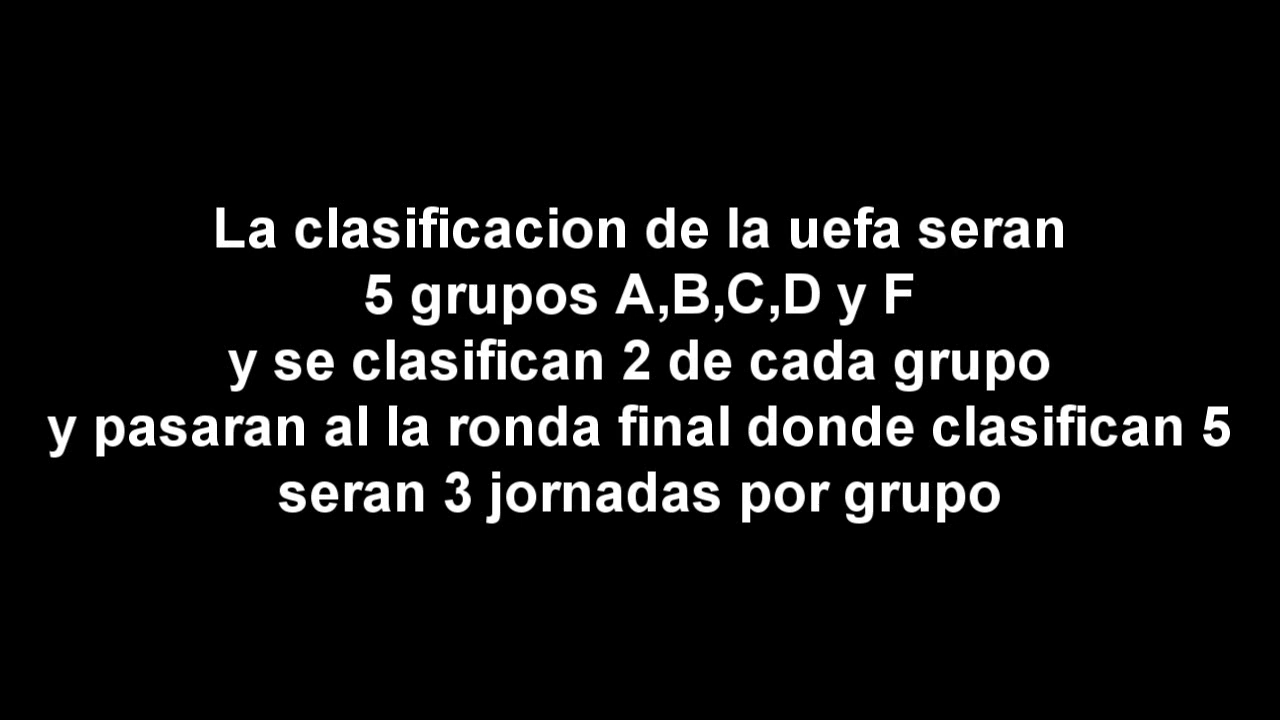 La clasificacion de la uefa seran
5 grupos A,B,C,D y F
y se clasifican 2 de cada grupo
y pasaran al la ronda final donde clasifican 5
seran 3 jornadas por grupo